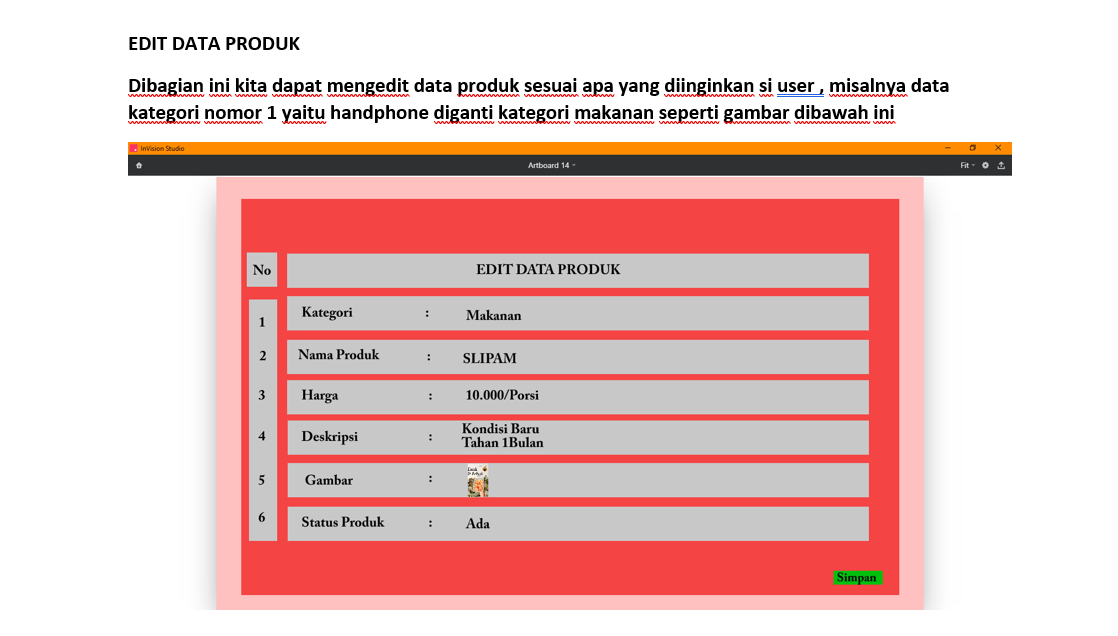 EDIT DATA PRODUK
Dibagian ini kita dapat mengedit data produk sesuai apa yang diinginkan si user , misalnya data
kategori nomor 1 yaitu handphone diganti kategori makanan seperti gambar dibawah ini
InVision Studio
Artboard 14
Fit
No EDIT DATA PRODUK
1 Kategori : Makanan
2 Nama Produk : SLIPAM
3 Harga : 10.000/Porsi
4 Deskripsi : Kondisi Baru
Tahan 1Bulan
5 Gambar :
6 Status Produk : Ada
Simpan